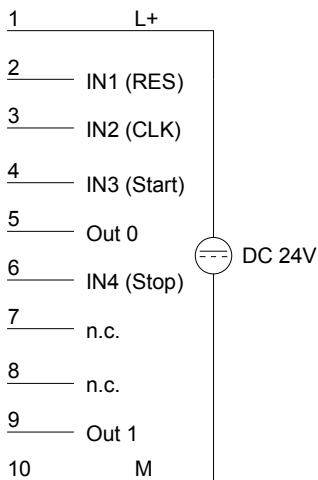 1 L+
2 IN1 (RES)
3 IN2 (CLK)
4 IN3 (Start)
5 Out 0
DC 24V
6 IN4 (Stop)
7 n.c.
8 n.c.
9 Out 1
10 M